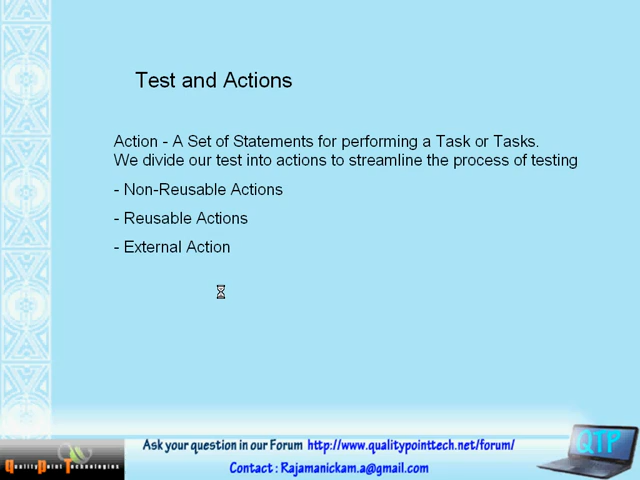 Test and Actions
Action - A Set of Statements for performing a Task or Tasks.
We divide our test into actions to streamline the process of testing
- Non-Reusable Actions
- Reusable Actions
- External Action
Ask your question in our Forum http://www.qualitypointtech.net/forum/
Contact : Rajamanickam.a@gmail.com
QualityPoint Technologies
QTP